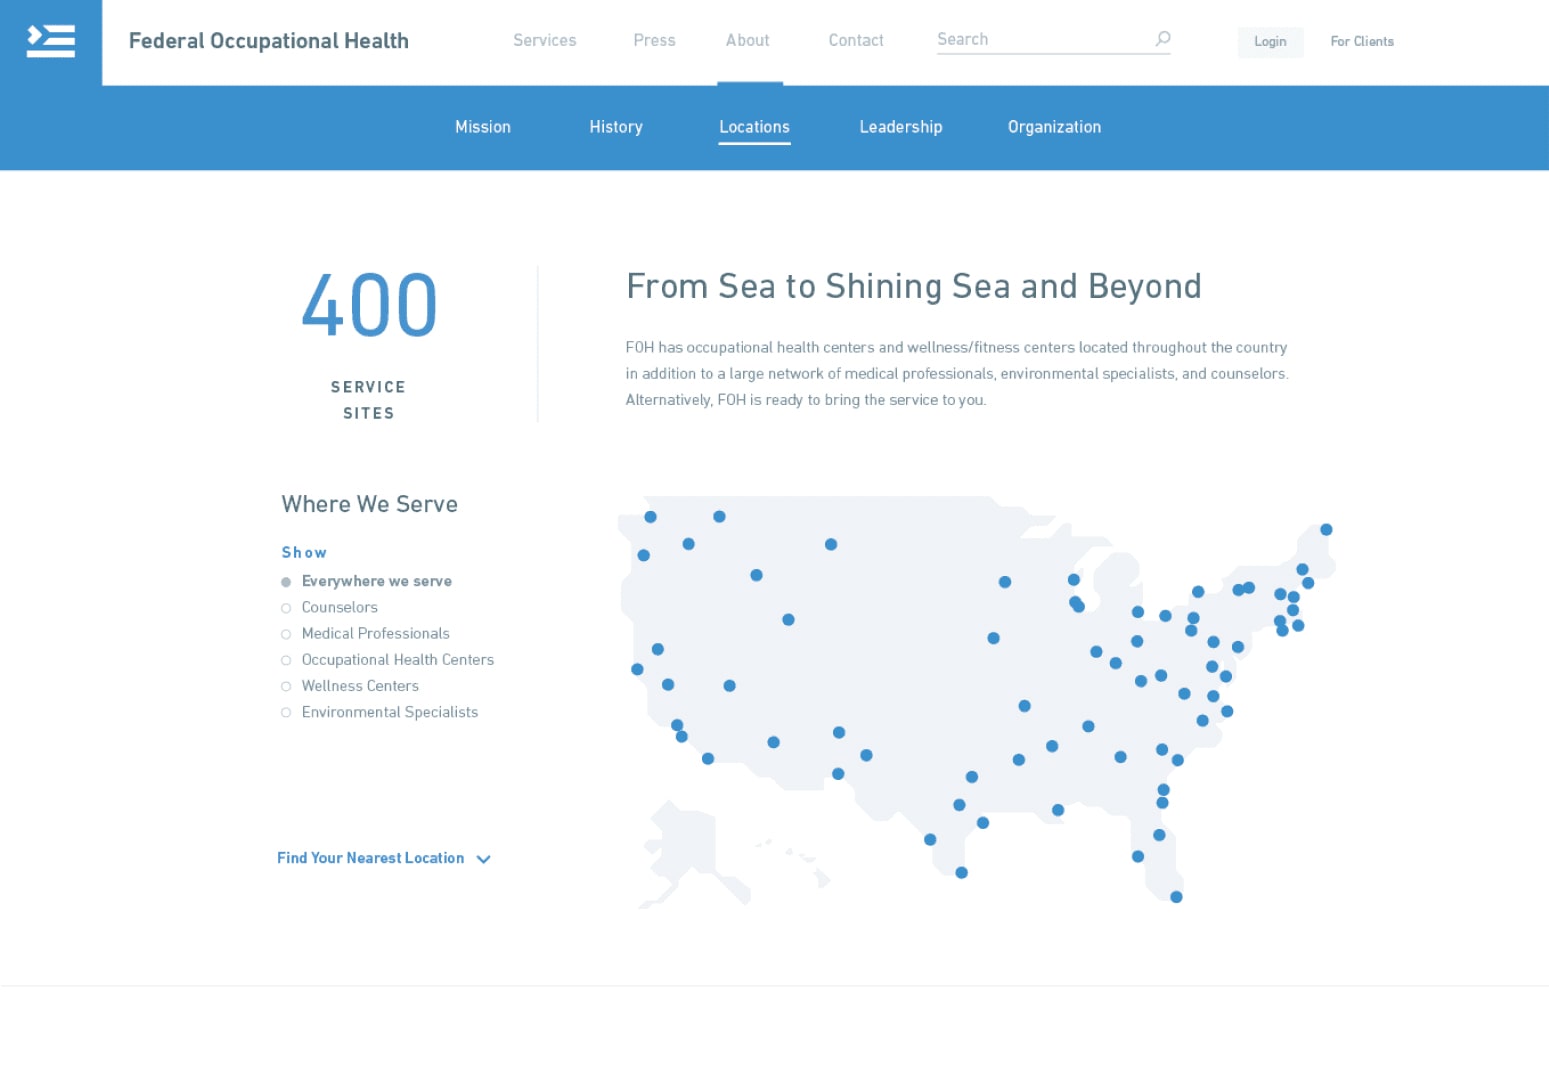 Federal Occupational Health
Services
Press
About
Contact
Search
Login
For Clients
Mission
History
Locations
Leadership
Organization
400
SERVICE
SITES
From Sea to Shining Sea and Beyond
FOH has occupational health centers and wellness/fitness centers located throughout the country
in addition to a large network of medical professionals, environmental specialists, and counselors.
Alternatively, FOH is ready to bring the service to you.
Where We Serve
Show
Everywhere we serve
Counselors
Medical Professionals
Occupational Health Centers
Wellness Centers
Environmental Specialists
Find Your Nearest Location